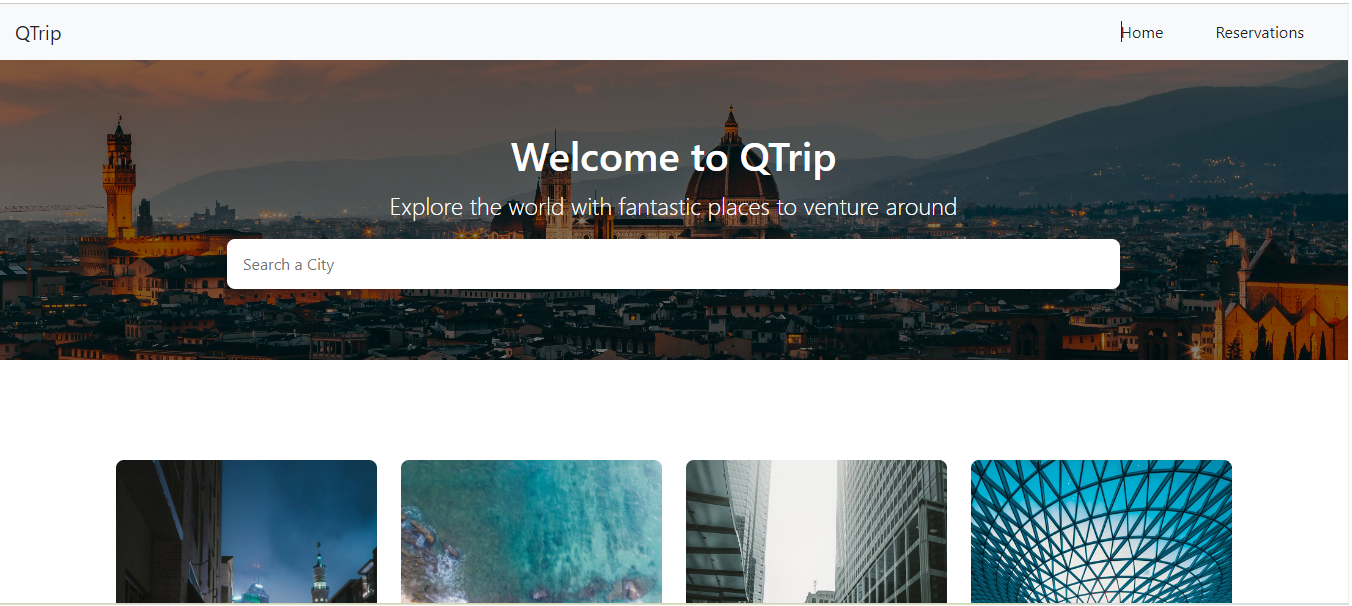 QTrip
Home
Reservations
Welcome to QTrip
Explore the world with fantastic places to venture around
Search a City